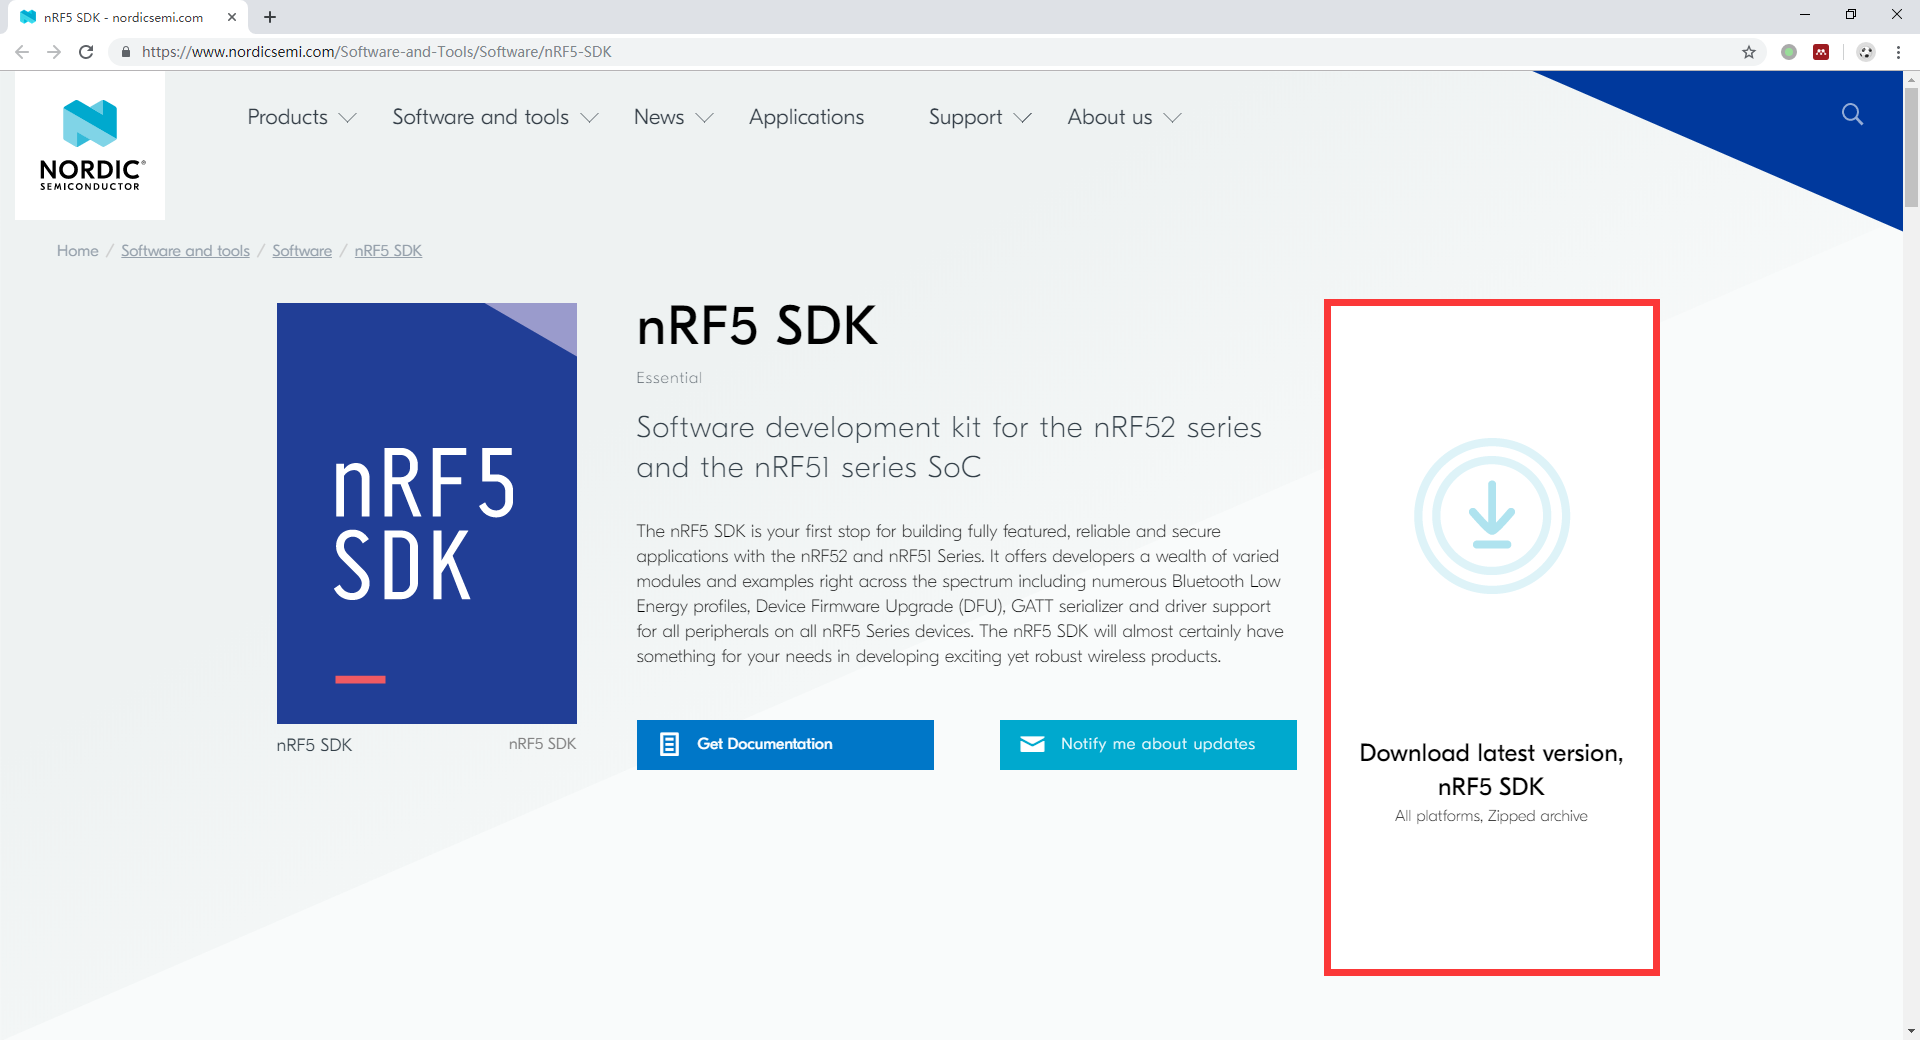 nRF5 SDK - nordicsemi.com
https://www.nordicsemi.com/Software-and-Tools/Software/nRF5-SDK
NORDIC®
SEMICONDUCTOR
Products
Software and tools
News
Applications
Support
About us
Home / Software and tools / Software / nRF5 SDK
nRF5
SDK
nRF5 SDK
nRF5 SDK
nRF5 SDK
Essential
Software development kit for the nRF52 series
and the nRF51 series SoC
The nRF5 SDK is your first stop for building fully featured, reliable and secure
applications with the nRF52 and nRF51 Series. It offers developers a wealth of varied
modules and examples right across the spectrum including numerous Bluetooth Low
Energy profiles, Device Firmware Upgrade (DFU), GATT serializer and driver support
for all peripherals on all nRF5 Series devices. The nRF5 SDK will almost certainly have
something for your needs in developing exciting yet robust wireless products.
Get Documentation
Notify me about updates
Download latest version,
nRF5 SDK
All platforms, Zipped archive